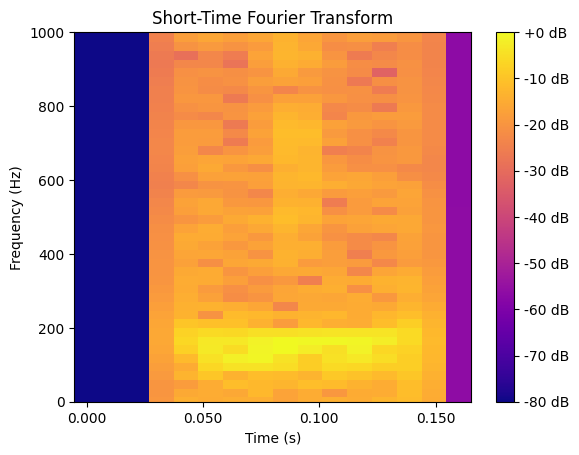 Short-Time Fourier Transform
Frequency (Hz)
1000
800
600
400
200
0
0.000
0.050
0.100
0.150
Time (s)
+0 dB
-10 dB
-20 dB
-30 dB
-40 dB
-50 dB
-60 dB
-70 dB
-80 dB